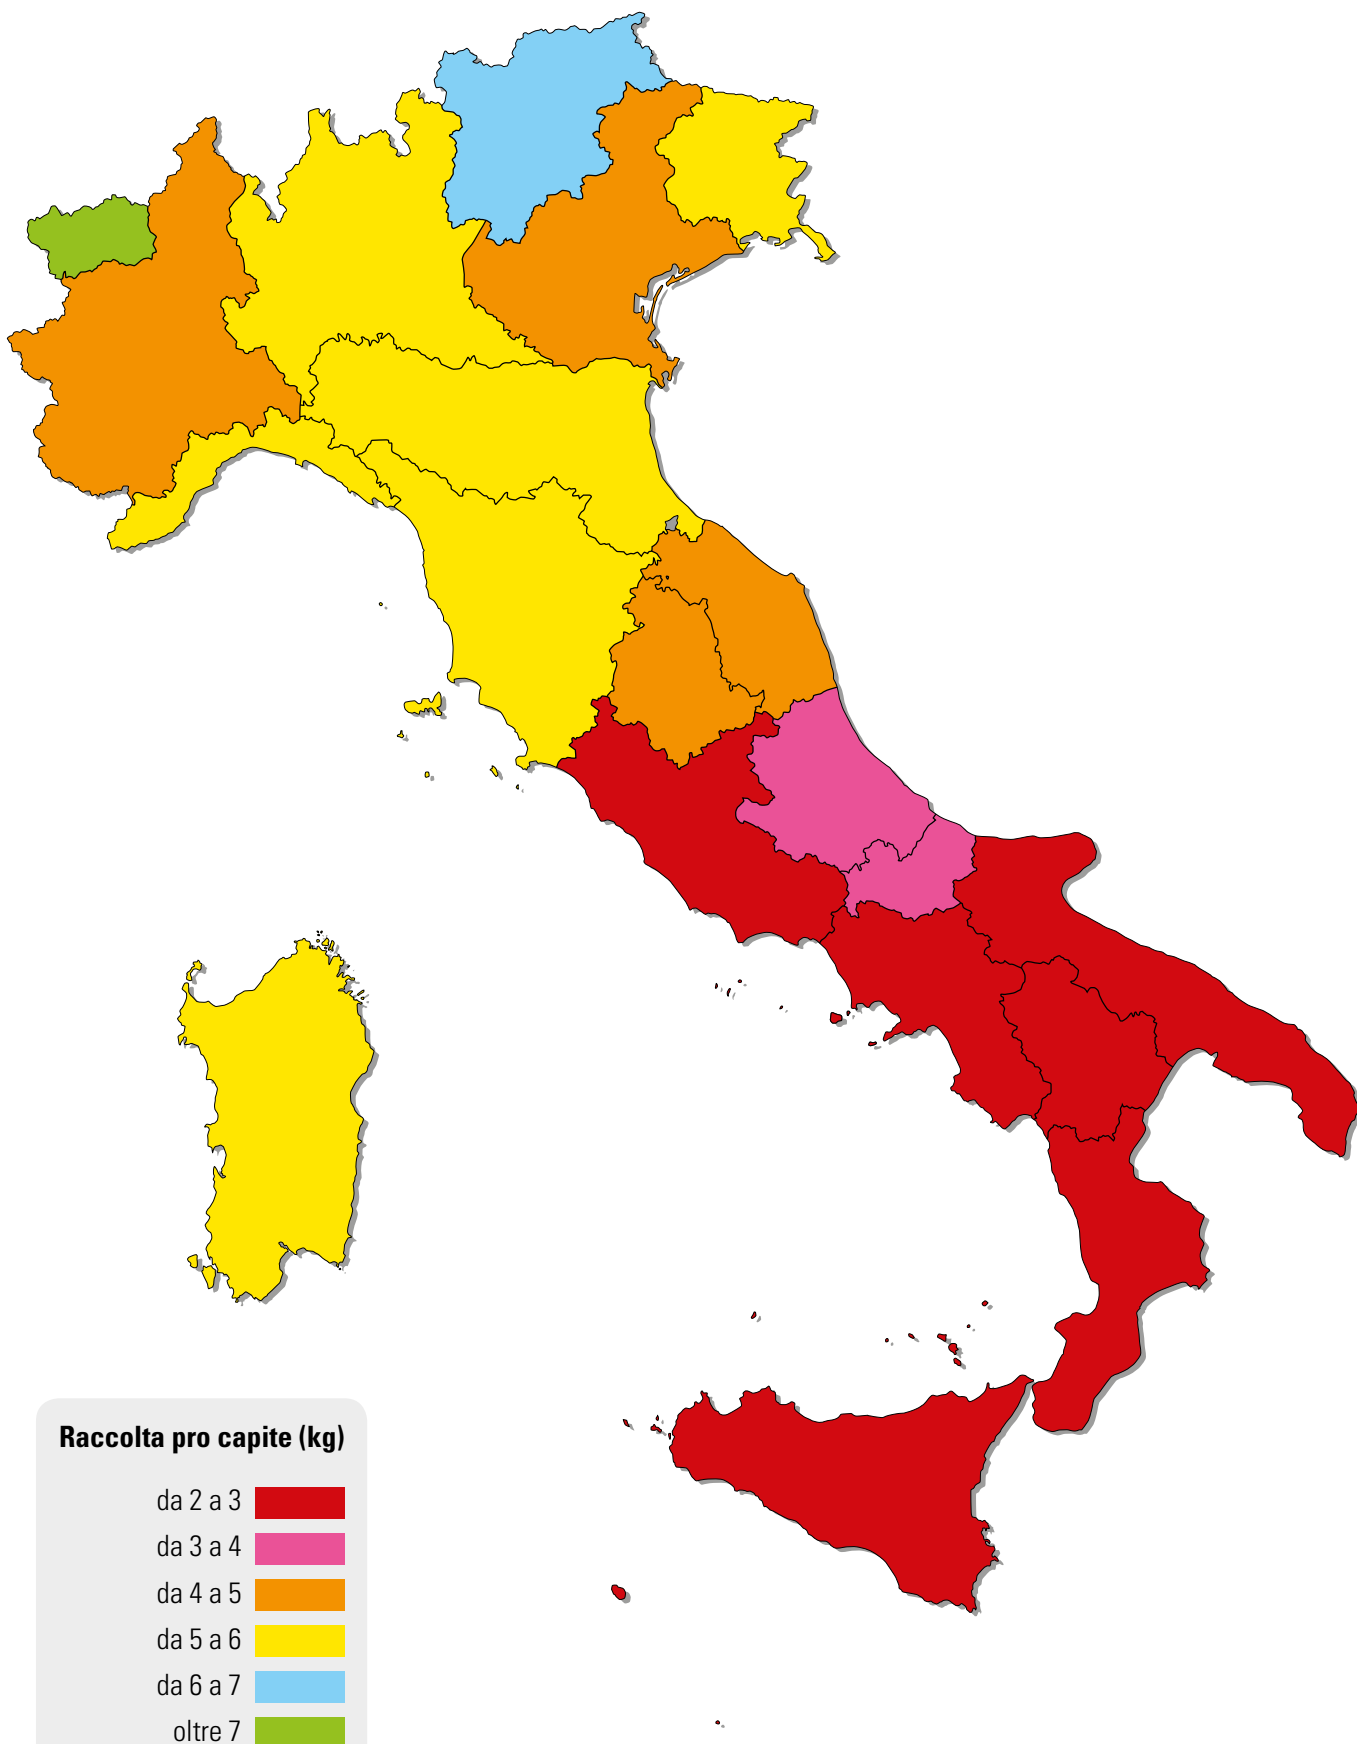 Raccolta pro capite (kg)
da 2 a 3
da 3 a 4
da 4 a 5
da 5 a 6
da 6 a 7
oltre 7